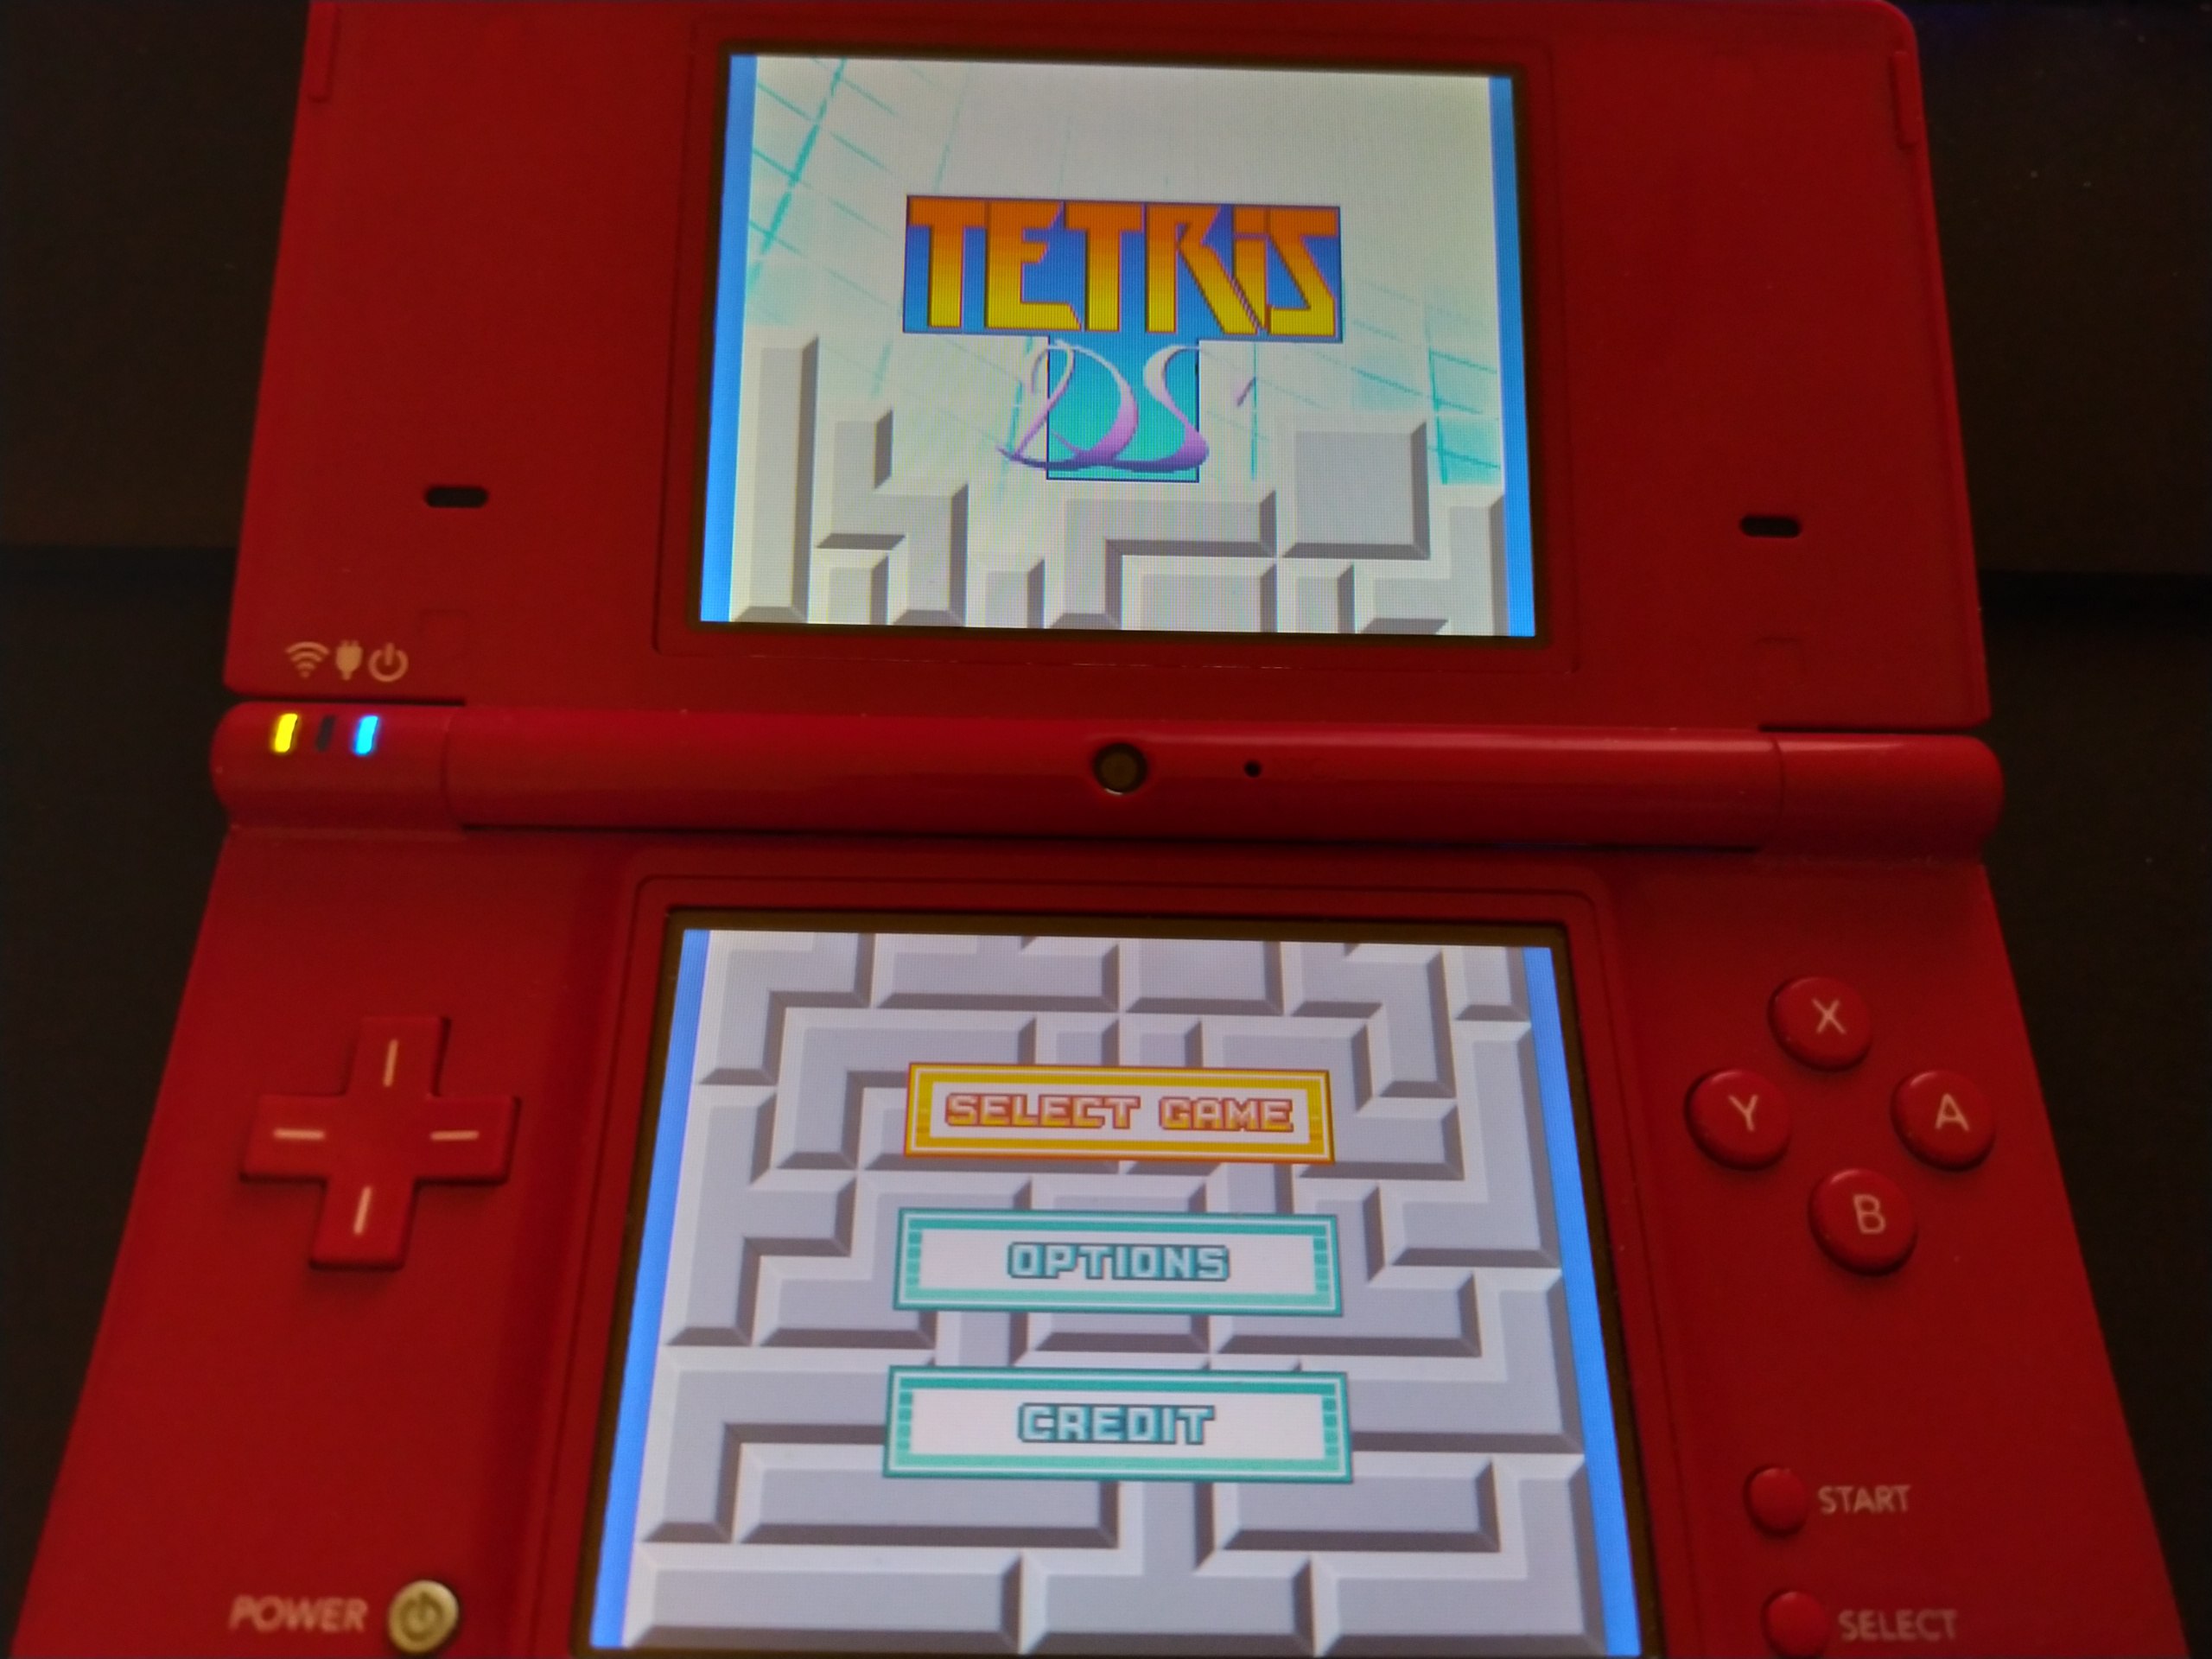 TETRiS
DS
SELECT GAME
OPTIONS
CREDIT
X
Y
A
B
START
SELECT
POWER